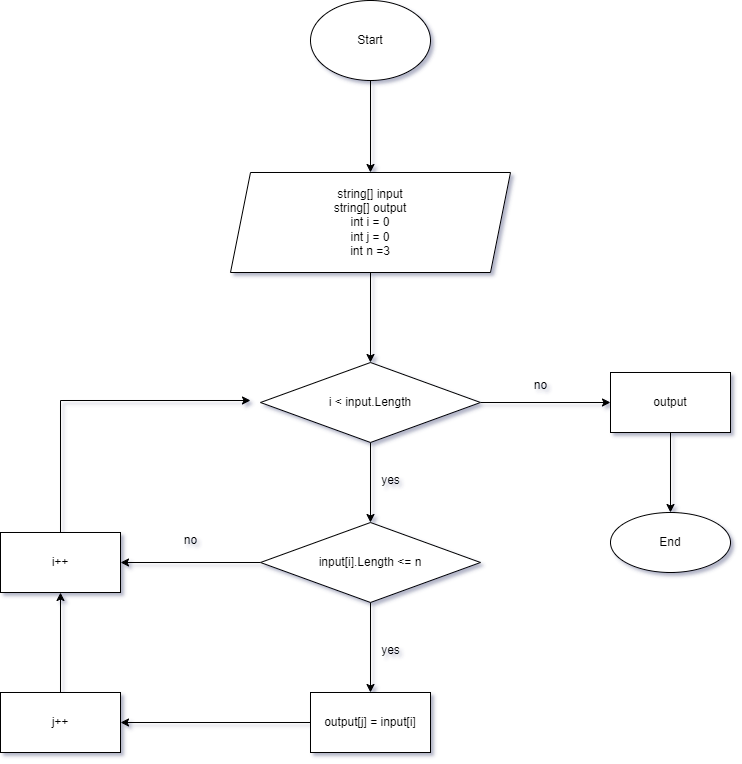 Start
string[] input
string[] output
int i = 0
int j = 0
int n =3
i < input.Length
no
output
yes
End
input[i].Length <= n
no
i++
yes
output[j] = input[i]
j++